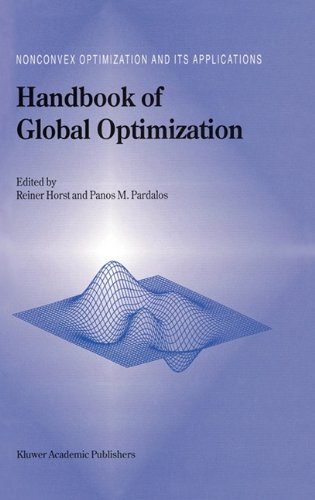 NONCONVEX OPTIMIZATION AND ITS APPLICATIONS
Handbook of
Global Optimization
Edited by
Reiner Horst and Panos M. Pardalos
Kluwer Academic Publishers